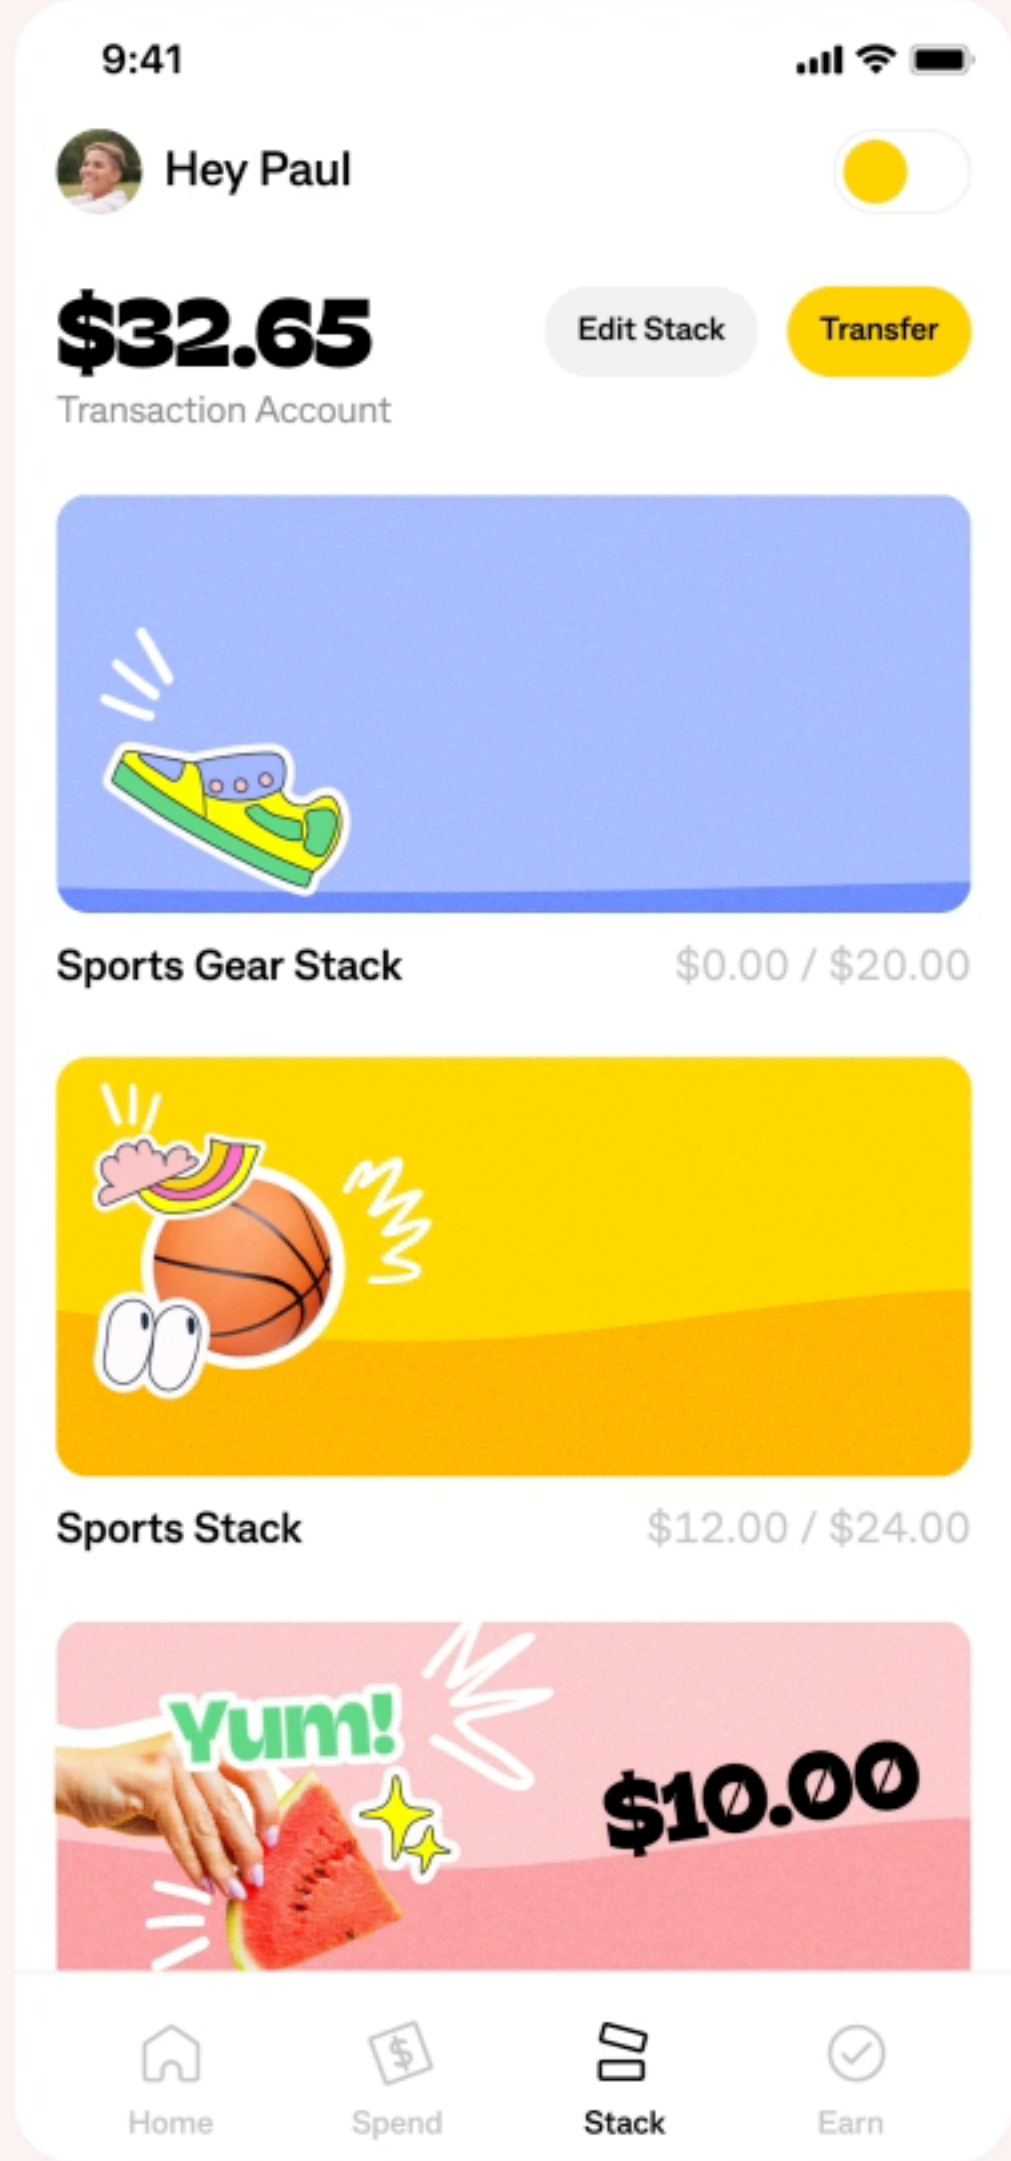 9:41
Hey Paul
$32.65
Edit Stack
Transfer
Transaction Account
Sports Gear Stack
$0.00 / $20.00
Sports Stack
$12.00 / $24.00
Yum!
$10.00
Home
Spend
Stack
Earn